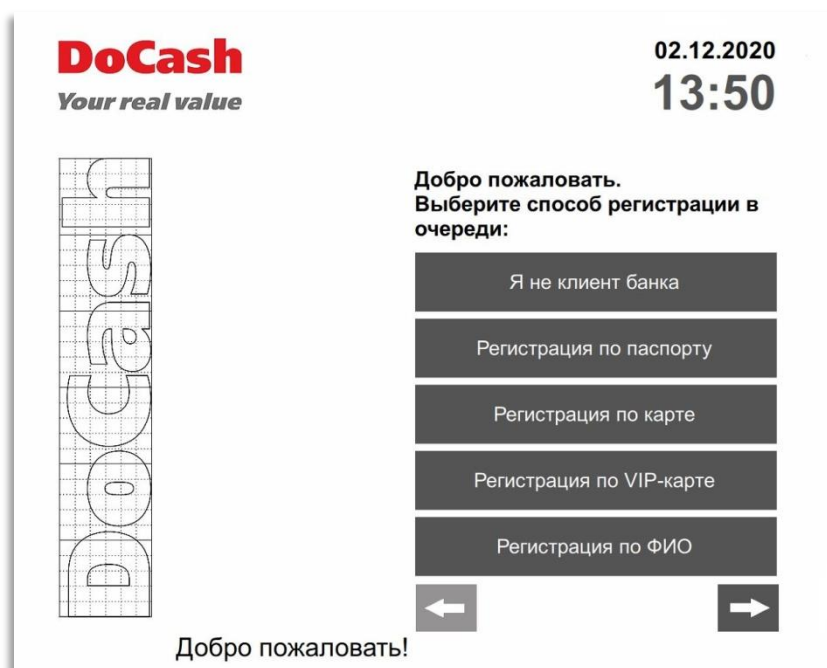 DoCash
Your real value
02.12.2020
13:50
DoCash
Добро пожаловать.
Выберите способ регистрации в
очереди:
Я не клиент банка
Регистрация по паспорту
Регистрация по карте
Регистрация по VIP-карте
Регистрация по ФИО
Добро пожаловать!